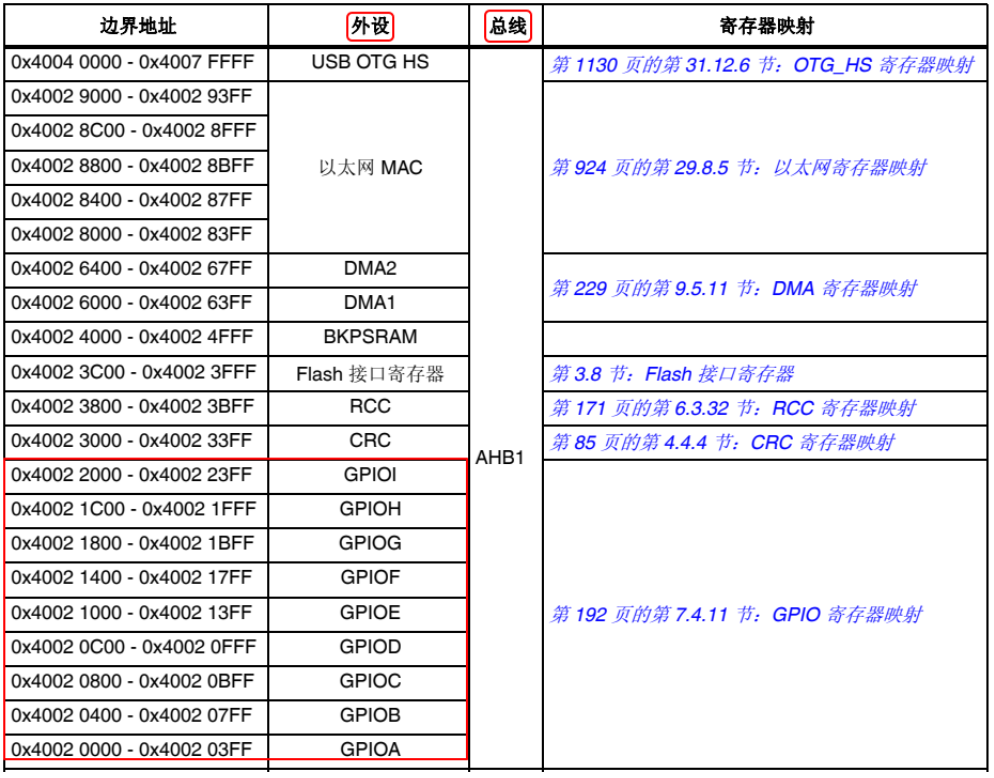 边界地址 外设 总线 寄存器映射
0x4004 0000 - 0x4007 FFFF USB OTG HS 第 1130 页的第 31.12.6 节：OTG_HS 寄存器映射
0x4002 9000 - 0x4002 93FF
0x4002 8C00 - 0x4002 8FFF
0x4002 8800 - 0x4002 8BFF 以太网 MAC 第 924 页的第 29.8.5 节：以太网寄存器映射
0x4002 8400 - 0x4002 87FF
0x4002 8000 - 0x4002 83FF
0x4002 6400 - 0x4002 67FF DMA2
第 229 页的第 9.5.11 节：DMA 寄存器映射
0x4002 6000 - 0x4002 63FF DMA1
0x4002 4000 - 0x4002 4FFF BKPSRAM
0x4002 3C00 - 0x4002 3FFF Flash 接口寄存器 第 3.8 节：Flash 接口寄存器
0x4002 3800 - 0x4002 3BFF RCC 第 171 页的第 6.3.32 节：RCC 寄存器映射
0x4002 3000 - 0x4002 33FF CRC 第 85 页的第 4.4.4 节：CRC 寄存器映射
AHB1
0x4002 2000 - 0x4002 23FF GPIOI
0x4002 1C00 - 0x4002 1FFF GPIOH
0x4002 1800 - 0x4002 1BFF GPIOG
0x4002 1400 - 0x4002 17FF GPIOF
0x4002 1000 - 0x4002 13FF GPIOE 第 192 页的第 7.4.11 节：GPIO 寄存器映射
0x4002 0C00 - 0x4002 0FFF GPIOD
0x4002 0800 - 0x4002 0BFF GPIOC
0x4002 0400 - 0x4002 07FF GPIOB
0x4002 0000 - 0x4002 03FF GPIOA